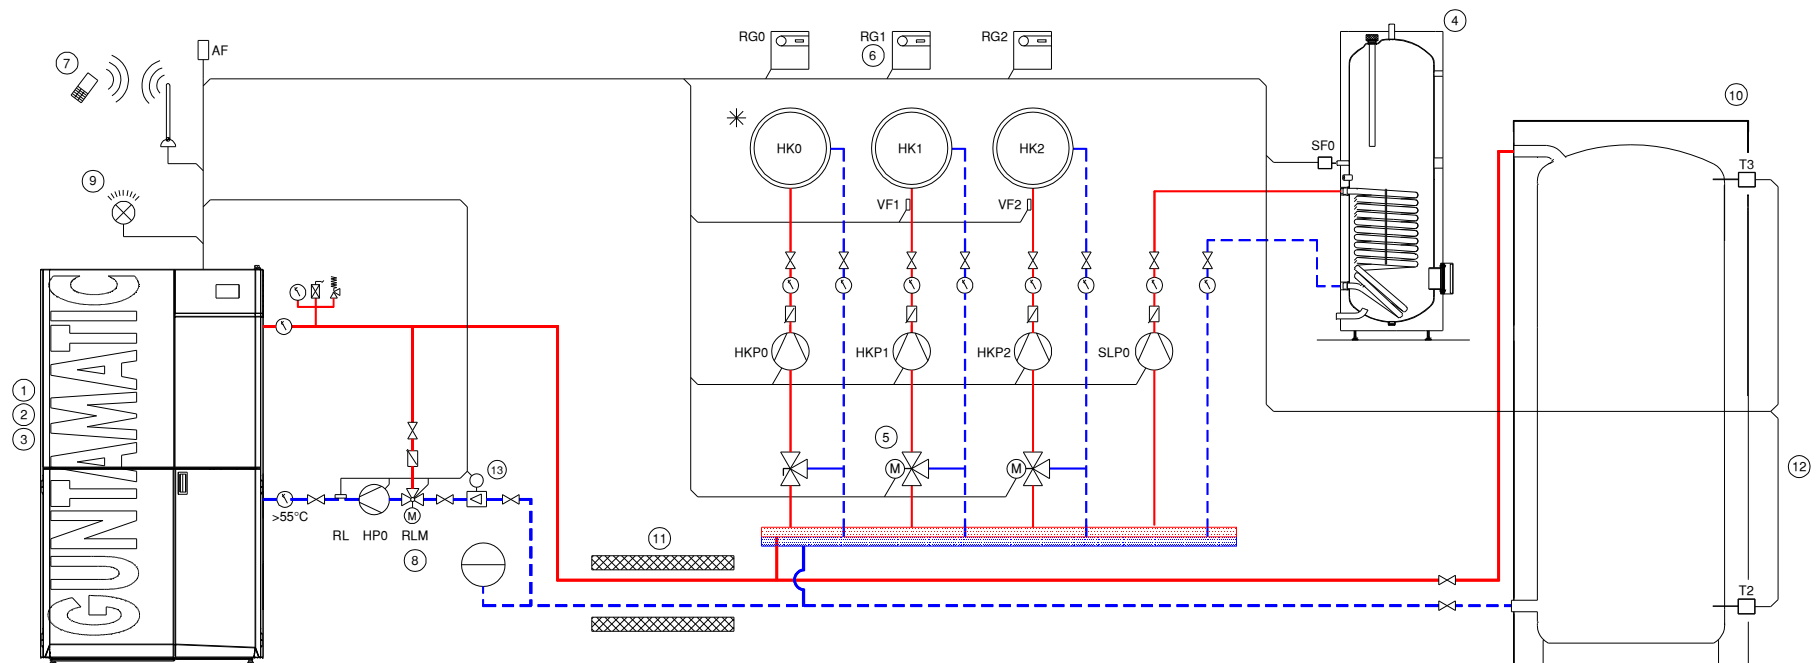 RG0
RG1
RG2
4
AF
7
6
10
HK0
HK1
HK2
SF0
T3
9
VF1
VF2
GUNTAMATIC
HKP0
HKP1
HKP2
SLP0
1
2
3
5
M
M
13
12
>55°C
M
RL
HP0
RLM
8
11
T2